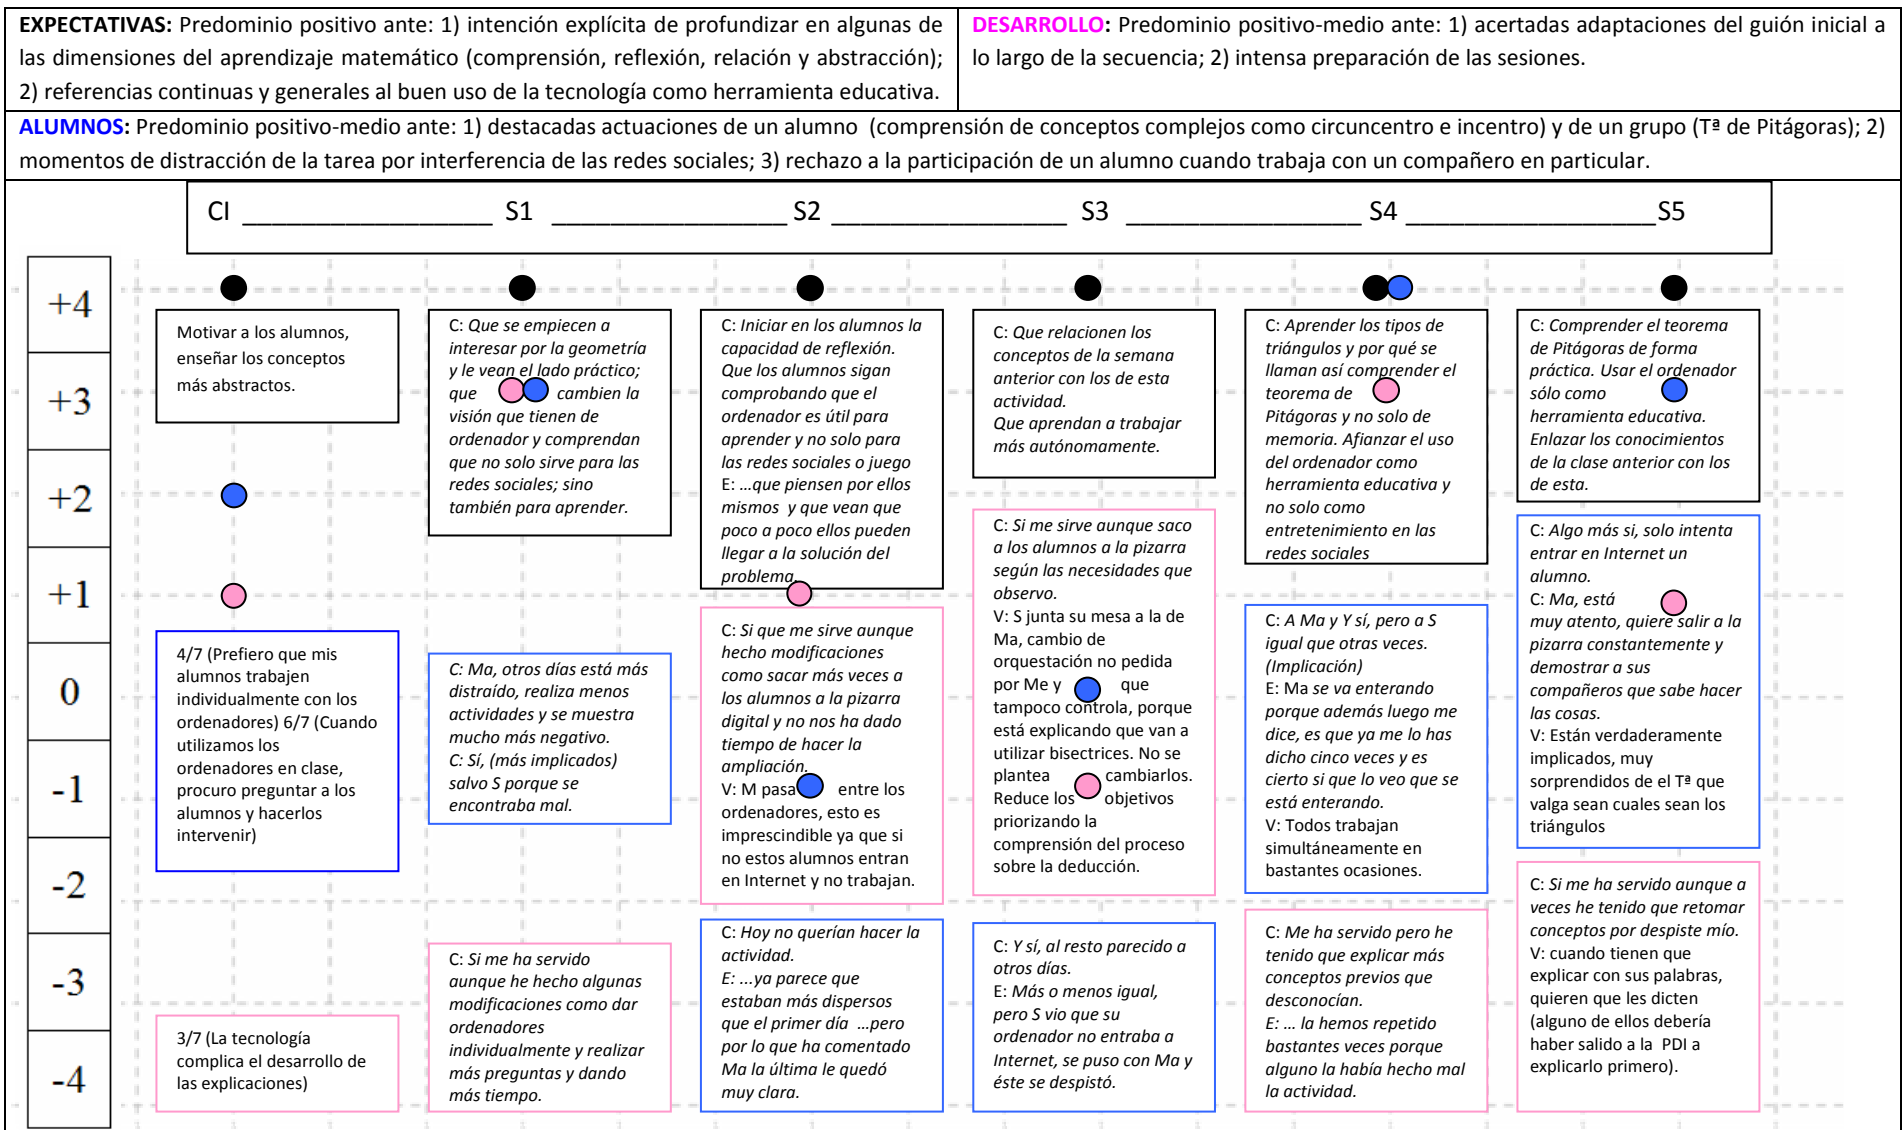 EXPECTATIVAS: Predominio positivo ante: 1) intención explícita de profundizar en algunas de
las dimensiones del aprendizaje matemático (comprensión, reflexión, relación y abstracción);
2) referencias continuas y generales al buen uso de la tecnología como herramienta educativa.
DESARROLLO: Predominio positivo-medio ante: 1) acertadas adaptaciones del guión inicial a
lo largo de la secuencia; 2) intensa preparación de las sesiones.
ALUMNOS: Predominio positivo-medio ante: 1) destacadas actuaciones de un alumno (comprensión de conceptos complejos como circuncentro e incentro) y de un grupo (Tª de Pitágoras); 2)
momentos de distracción de la tarea por interferencia de las redes sociales; 3) rechazo a la participación de un alumno cuando trabaja con un compañero en particular.
CI _________________ S1 ________________ S2 ________________ S3 ________________ S4 _________________ S5
+4
+3
+2
+1
0
-1
-2
-3
-4
Motivar a los alumnos,
enseñar los conceptos
más abstractos.
4/7 (Prefiero que mis
alumnos trabajen
individualmente con los
ordenadores) 6/7 (Cuando
utilizamos los
ordenadores en clase,
procuro preguntar a los
alumnos y hacerlos
intervenir)
3/7 (La tecnología
complica el desarrollo de
las explicaciones)
C: Que se empiecen a
interesar por la geometría
y le vean el lado práctico;
que cambien la
visión que tienen de
ordenador y comprendan
que no solo sirve para las
redes sociales; sino
también para aprender.
C: Ma, otros días está más
distraído, realiza menos
actividades y se muestra
mucho más negativo.
C: Sí, (más implicados)
salvo S porque se
encontraba mal.
C: Si me ha servido
aunque he hecho algunas
modificaciones como dar
ordenadores
individualmente y realizar
más preguntas y dando
más tiempo.
C: Iniciar en los alumnos la
capacidad de reflexión.
Que los alumnos sigan
comprobando que el
ordenador es útil para
aprender y no solo para
las redes sociales o juego
E: ...que piensen por ellos
mismos y que vean que
poco a poco ellos pueden
llegar a la solución del
problema.
C: Si que me sirve aunque
hecho modificaciones
como sacar más veces a
los alumnos a la pizarra
digital y no nos ha dado
tiempo de hacer la
ampliación.
V: M pasa entre los
ordenadores, esto es
imprescindible ya que si
no estos alumnos entran
en Internet y no trabajan.
C: Hoy no querían hacer la
actividad.
E: ...ya parece que
estaban más dispersos
que el primer día ...pero
por lo que ha comentado
Ma la última le quedó
muy clara.
C: Que relacionen los
conceptos de la semana
anterior con los de esta
actividad.
Que aprendan a trabajar
más autónomamente.
C: Si me sirve aunque saco
a los alumnos a la pizarra
según las necesidades que
observo.
V: S junta su mesa a la de
Ma, cambio de
orquestación no pedida
por Me y que
tampoco controla, porque
está explicando que van a
utilizar bisectrices. No se
plantea cambiarlos.
Reduce los objetivos
priorizando la
comprensión del proceso
sobre la deducción.
C: Y sí, al resto parecido a
otros días.
E: Más o menos igual,
pero S vio que su
ordenador no entraba a
Internet, se puso con Ma y
éste se despistó.
C: Aprender los tipos de
triángulos y por qué se
llaman así comprender el
teorema de
Pitágoras y no solo de
memoria. Afianzar el uso
del ordenador como
herramienta educativa y
no solo como
entretenimiento en las
redes sociales
C: A Ma y Y sí, pero a S
igual que otras veces.
(Implicación)
E: Ma se va enterando
porque además luego me
dice, es que ya me lo has
dicho cinco veces y es
cierto si que lo veo que se
está enterando.
V: Todos trabajan
simultáneamente en
bastantes ocasiones.
C: Me ha servido pero he
tenido que explicar más
conceptos previos que
desconocían.
E: ... la hemos repetido
bastantes veces porque
alguno la había hecho mal
la actividad.
C: Comprender el teorema
de Pitágoras de forma
práctica. Usar el ordenador
sólo como
herramienta educativa.
Enlazar los conocimientos
de la clase anterior con los
de esta.
C: Algo más si, solo intenta
entrar en Internet un
alumno.
C: Ma, está
muy atento, quiere salir a la
pizarra constantemente y
demostrar a sus
compañeros que sabe hacer
las cosas.
V: Están verdaderamente
implicados, muy
sorprendidos de el Tª que
valga sean cuales sean los
triángulos
C: Si me ha servido aunque a
veces he tenido que retomar
conceptos por despiste mío.
V: cuando tienen que
explicar con sus palabras,
quieren que les dicten
(alguno de ellos debería
haber salido a la PDI a
explicarlo primero).